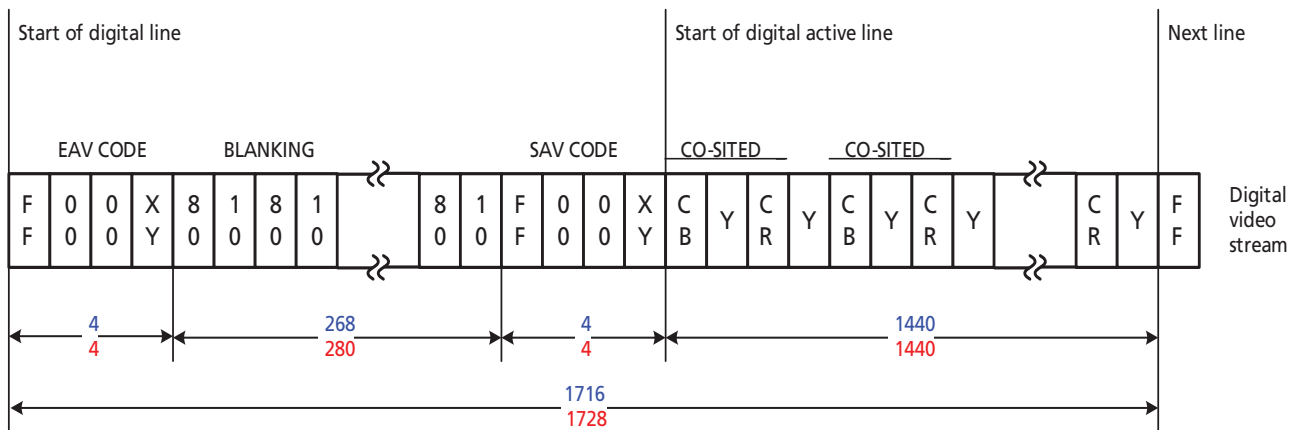 Start of digital line
Start of digital active line
Next line
EAV CODE
BLANKING
SAV CODE
CO-SITED
CO-SITED
F F
0 0
0 0
X Y
8 0
1 0
8 0
1 0
8 0
1 0
F F
0 0
0 0
X Y
C B
Y
C R
Y
C B
Y
C R
Y
C R
Y
F F
Digital
video
stream
4
268
4
1440
4
280
4
1440
1716
1728